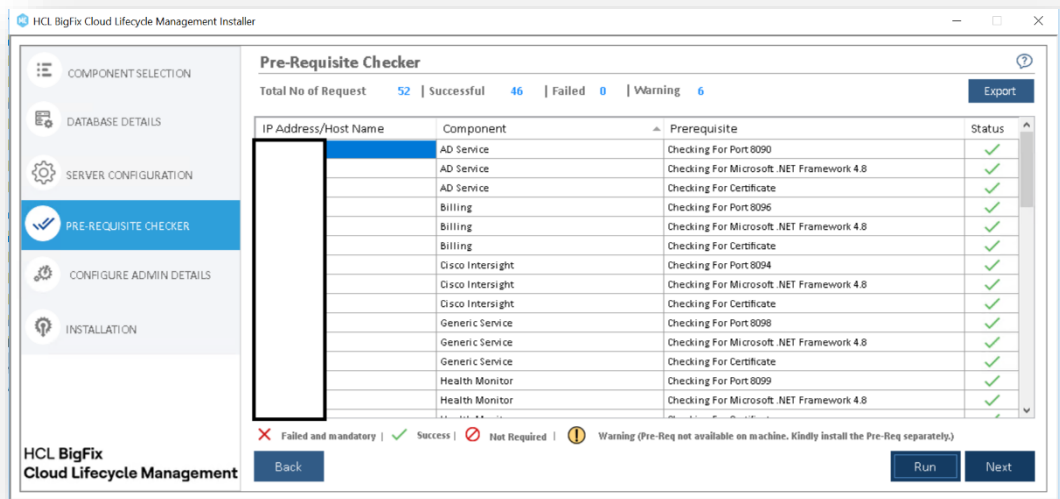 HCL BigFix Cloud Lifecycle Management Installer
COMPONENT SELECTION
DATABASE DETAILS
SERVER CONFIGURATION
PRE-REQUISITE CHECKER
CONFIGURE ADMIN DETAILS
INSTALLATION
HCL BigFix
Cloud Lifecycle Management
Pre-Requisite Checker
Total No of Request 52 | Successful 46 | Failed 0 | Warning 6
Export
IP Address/Host Name Component Prerequisite Status
AD Service Checking For Port 8090
AD Service Checking For Microsoft .NET Framework 4.8
AD Service Checking For Certificate
Billing Checking For Port 8096
Billing Checking For Microsoft .NET Framework 4.8
Billing Checking For Certificate
Cisco Intersight Checking For Port 8094
Cisco Intersight Checking For Microsoft .NET Framework 4.8
Cisco Intersight Checking For Certificate
Generic Service Checking For Port 8098
Generic Service Checking For Microsoft .NET Framework 4.8
Generic Service Checking For Certificate
Health Monitor Checking For Port 8099
Health Monitor Checking For Microsoft .NET Framework 4.8
Failed and mandatory | Success | Not Required | Warning (Pre-Req not available on machine. Kindly install the Pre-Req separately.)
Back
Run
Next